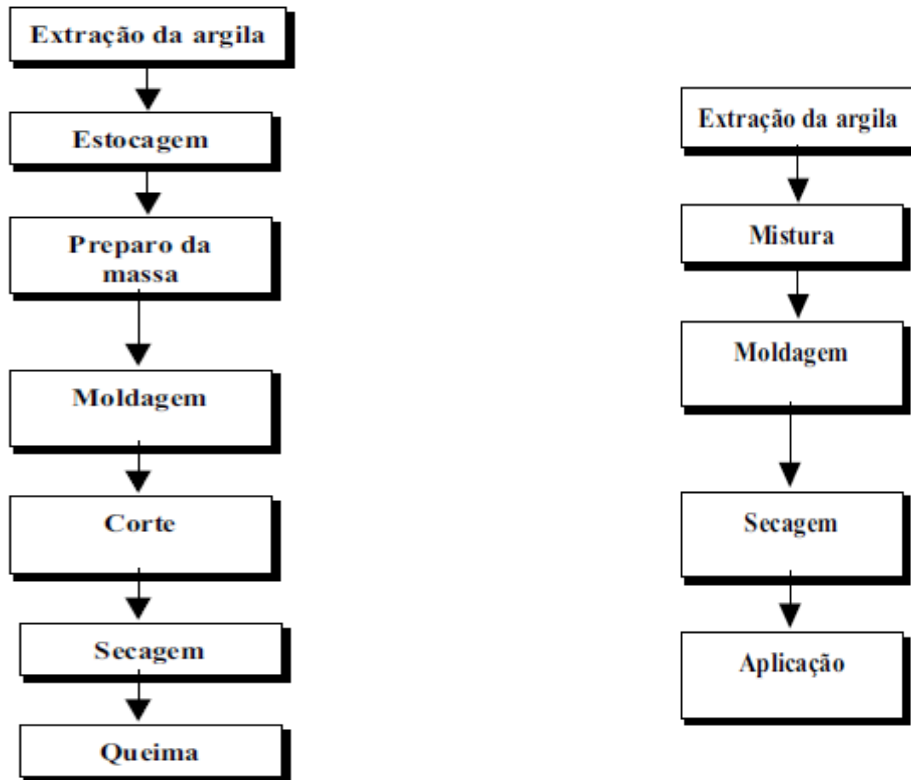 Extração da argila
Estocagem
Preparo da
massa
Moldagem
Corte
Secagem
Queima
Extração da argila
Mistura
Moldagem
Secagem
Aplicação